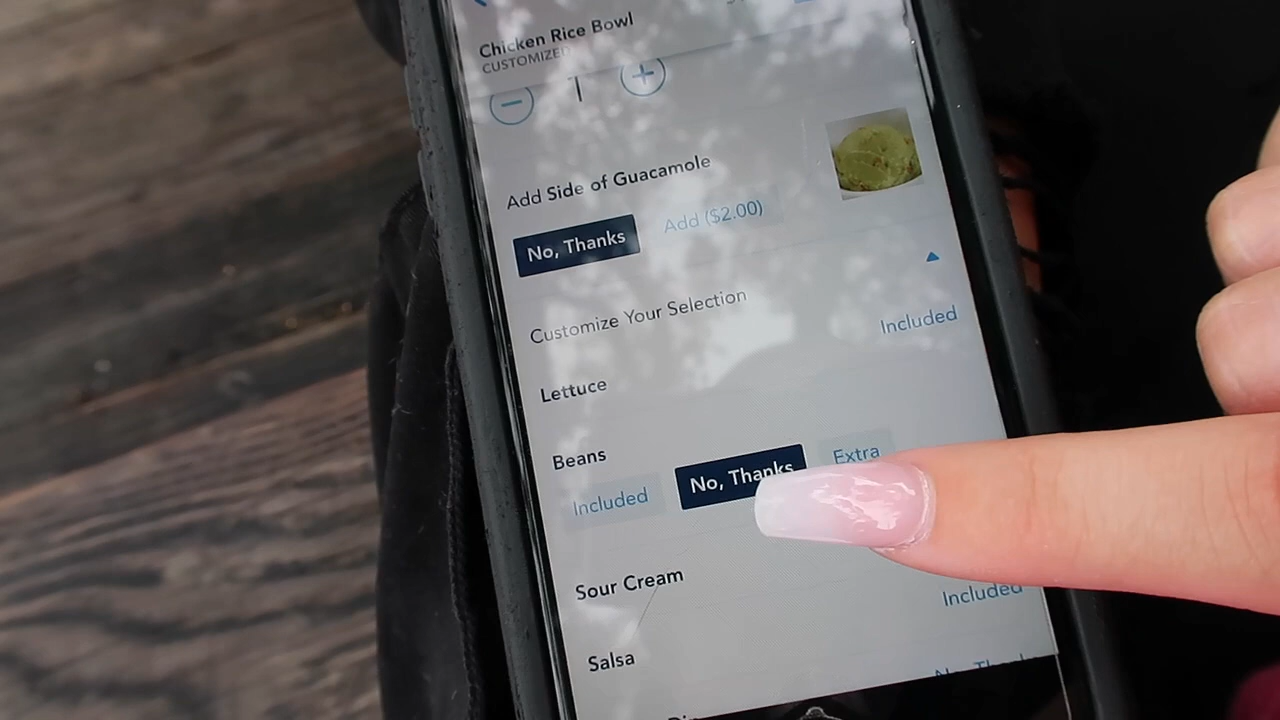 Chicken Rice Bowl
CUSTOMIZED
1
Add Side of Guacamole
No, Thanks Add ($2.00)
Customize Your Selection
Included
Lettuce
Beans
Included No, Thanks Extra
Sour Cream
Included
Salsa